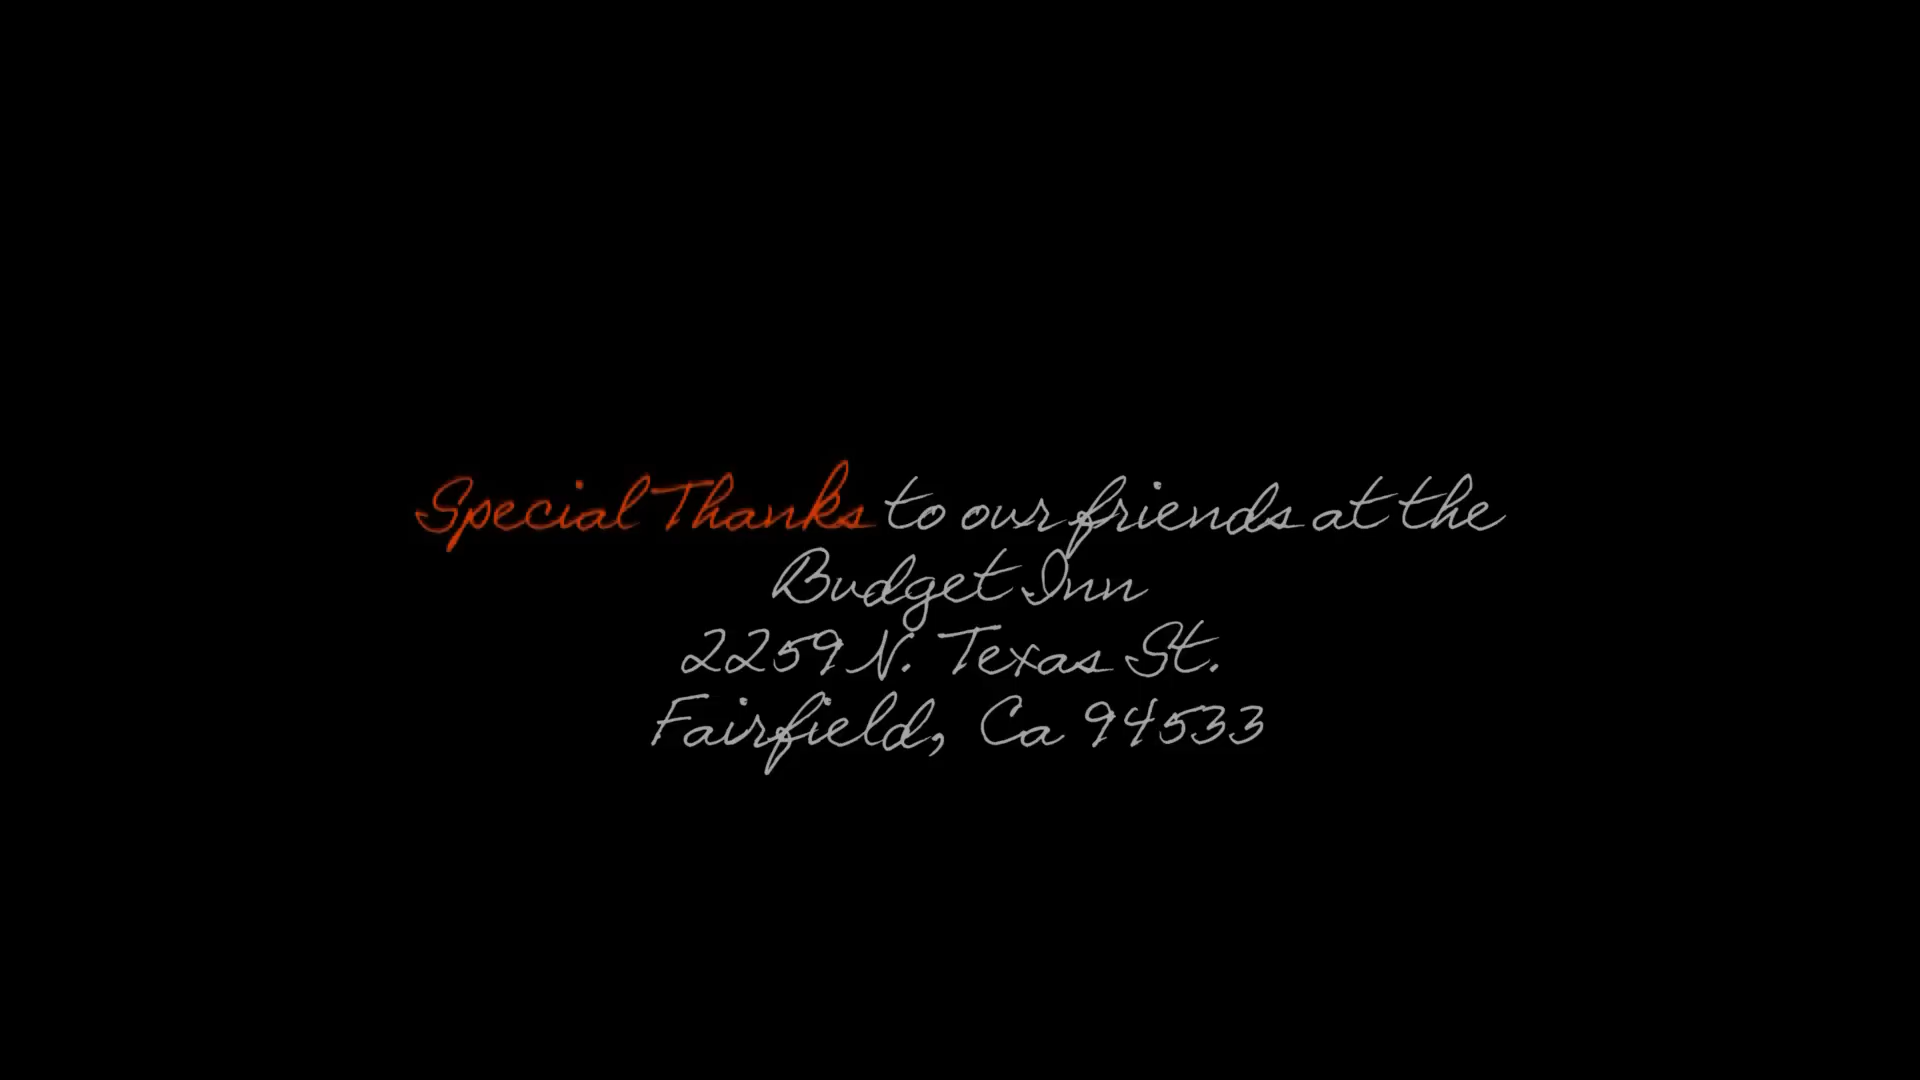 Special Thanks to our friends at the
Budget Inn
2259 N. Texas St.
Fairfield, Ca 94533